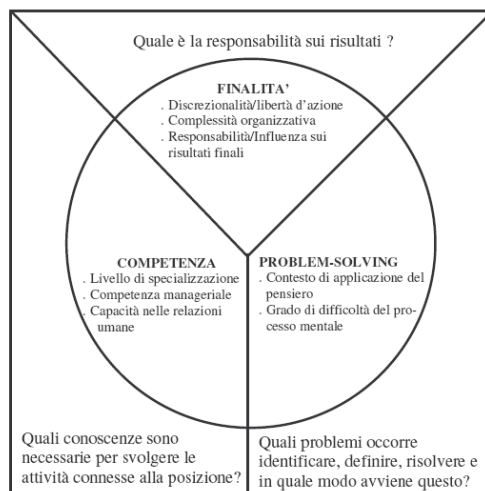 Quale è la responsabilità sui risultati ?
FINALITA’
. Discrezionalità/libertà d’azione
. Complessità organizzativa
. Responsabilità/Influenza sui
risultati finali
COMPETENZA
. Livello di specializzazione
. Competenza manageriale
. Capacità nelle relazioni
umane
PROBLEM-SOLVING
. Contesto di applicazione del
pensiero
. Grado di difficoltà del pro-
cesso mentale
Quali conoscenze sono
necessarie per svolgere le
attività connesse alla posizione?
Quali problemi occorre
identificare, definire, risolvere e
in quale modo avviene questo?